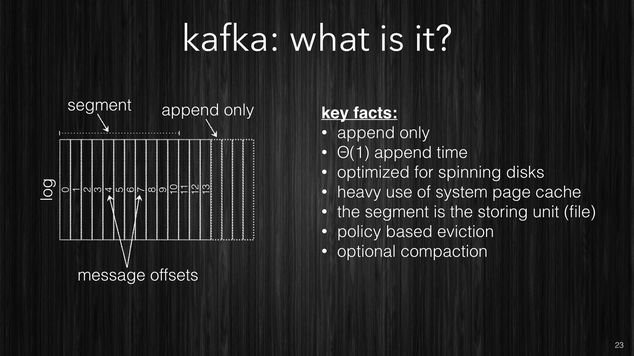 kafka: what is it?
segment
append only
log
0 1 2 3 4 5 6 7 8 9 10 11 12 13
message offsets
key facts:
• append only
• Θ(1) append time
• optimized for spinning disks
• heavy use of system page cache
• the segment is the storing unit (file)
• policy based eviction
• optional compaction
23